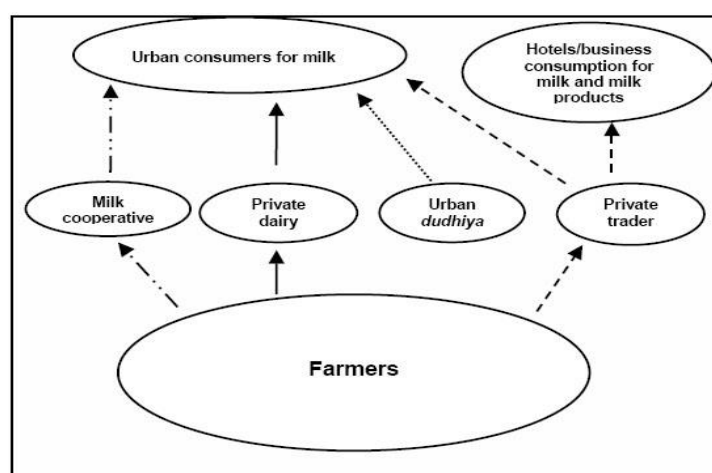 Urban consumers for milk
Hotels/business
consumption for
milk and milk
products
Milk
cooperative
Private
dairy
Urban
dudhiya
Private
trader
Farmers